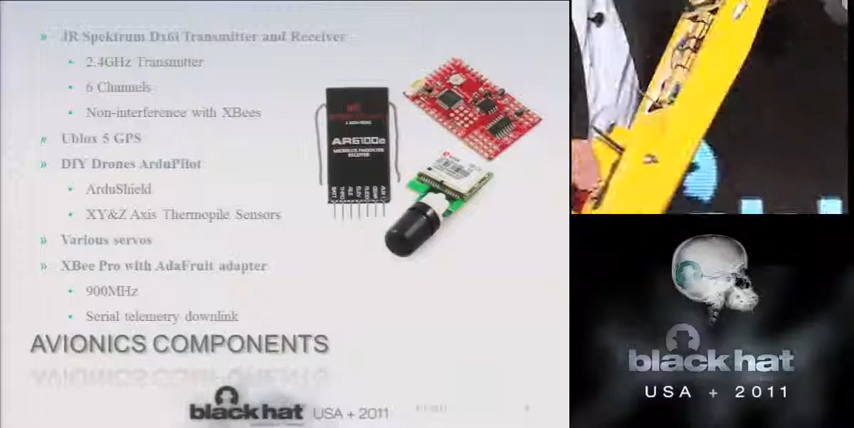 » JR Spektrum Dx6i Transmitter and Receiver
• 2.4GHz Transmitter
• 6 Channels
• Non-interference with XBees
» Ublox 5 GPS
» DIY Drones ArduPilot
• ArduShield
• XY&Z Axis Thermopile Sensors
» Various servos
» XBee Pro with AdaFruit adapter
• 900MHz
• Serial telemetry downlink
AVIONICS COMPONENTS
black hat USA + 2011
AR6100e
black hat
USA + 2011